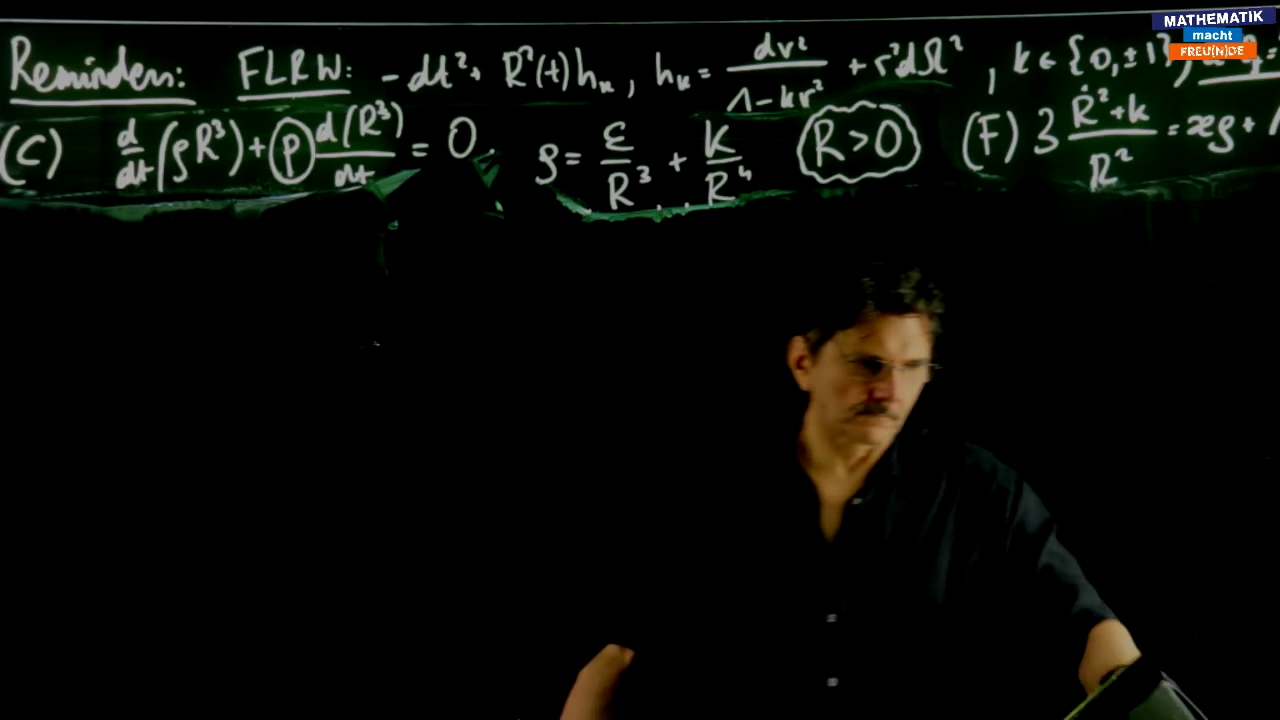 MATHEMATIK
macht
FREU(N)DE
Reminders: FLRW: -dt²+ R²(t)hₖ, hₖ= dr²/1-kr² + r²dΩ², k ∈ {0,±1},
(C) d/dt(ρR³)+p d(R³)/dt = 0. ρ= ε/R³ + K/R⁴ R>0 (F) 3 Ṙ²+k/R² = ϰρ+